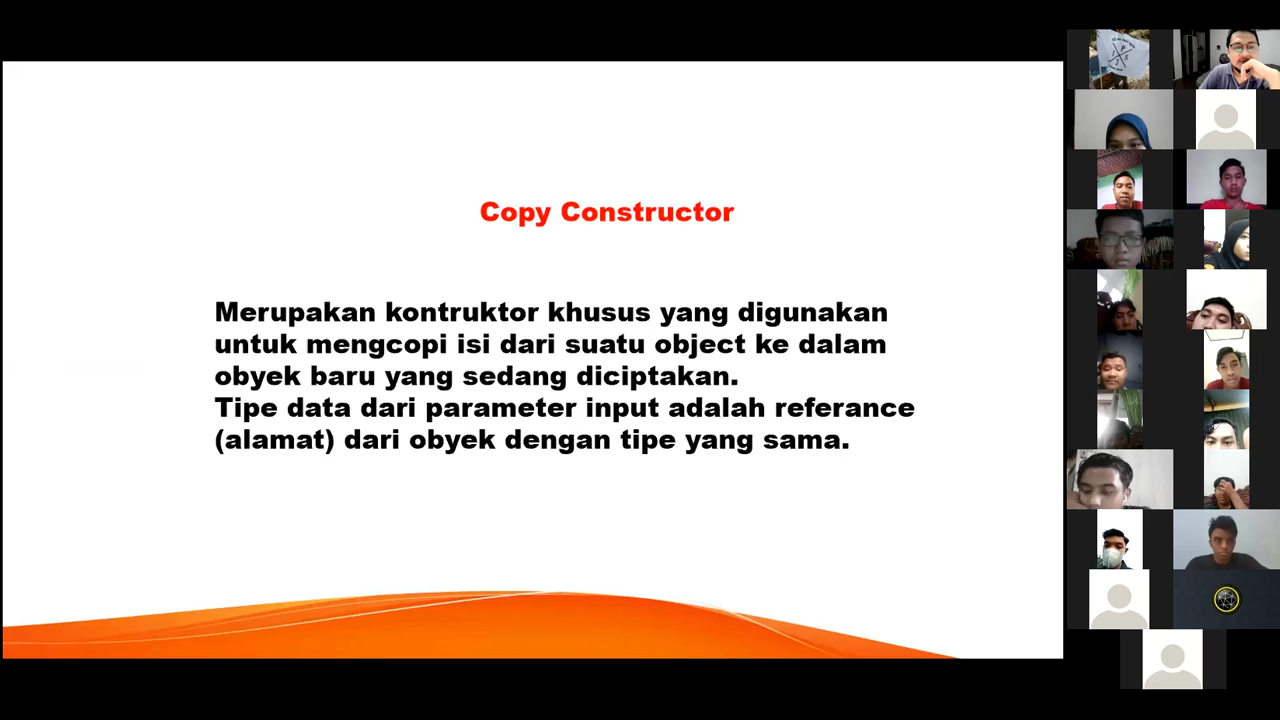 Copy Constructor
Merupakan kontruktor khusus yang digunakan
untuk mengcopi isi dari suatu object ke dalam
obyek baru yang sedang diciptakan.
Tipe data dari parameter input adalah referance
(alamat) dari obyek dengan tipe yang sama.